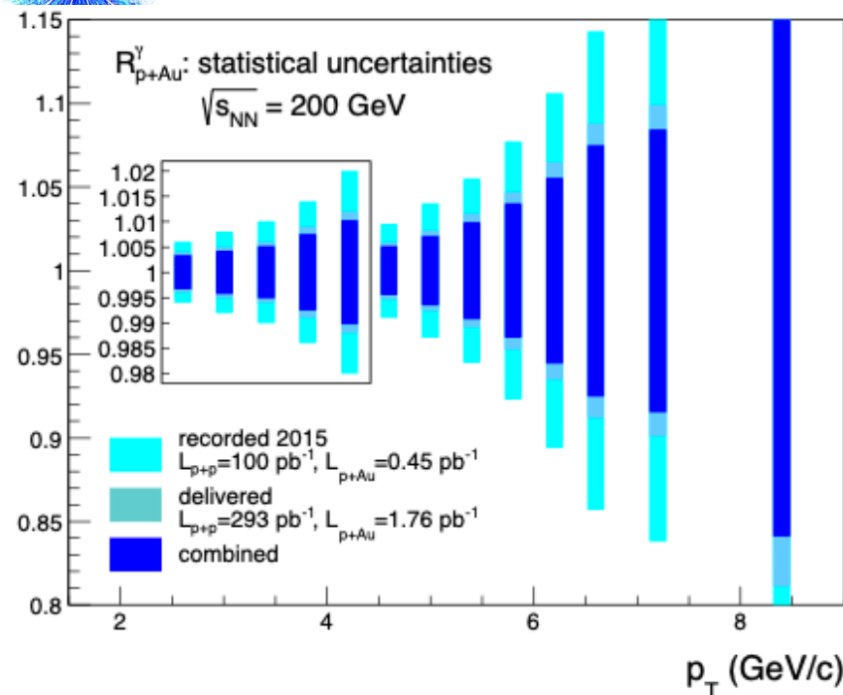 R^γ_p+Au: statistical uncertainties
√s_NN = 200 GeV
1.15
1.1
1.05
1
0.95
0.9
0.85
0.8
1.02
1.015
1.01
1.005
1
0.995
0.99
0.985
0.98
recorded 2015
L_p+p=100 pb⁻¹, L_p+Au=0.45 pb⁻¹
delivered
L_p+p=293 pb⁻¹, L_p+Au=1.76 pb⁻¹
combined
2 4 6 8
p_T (GeV/c)